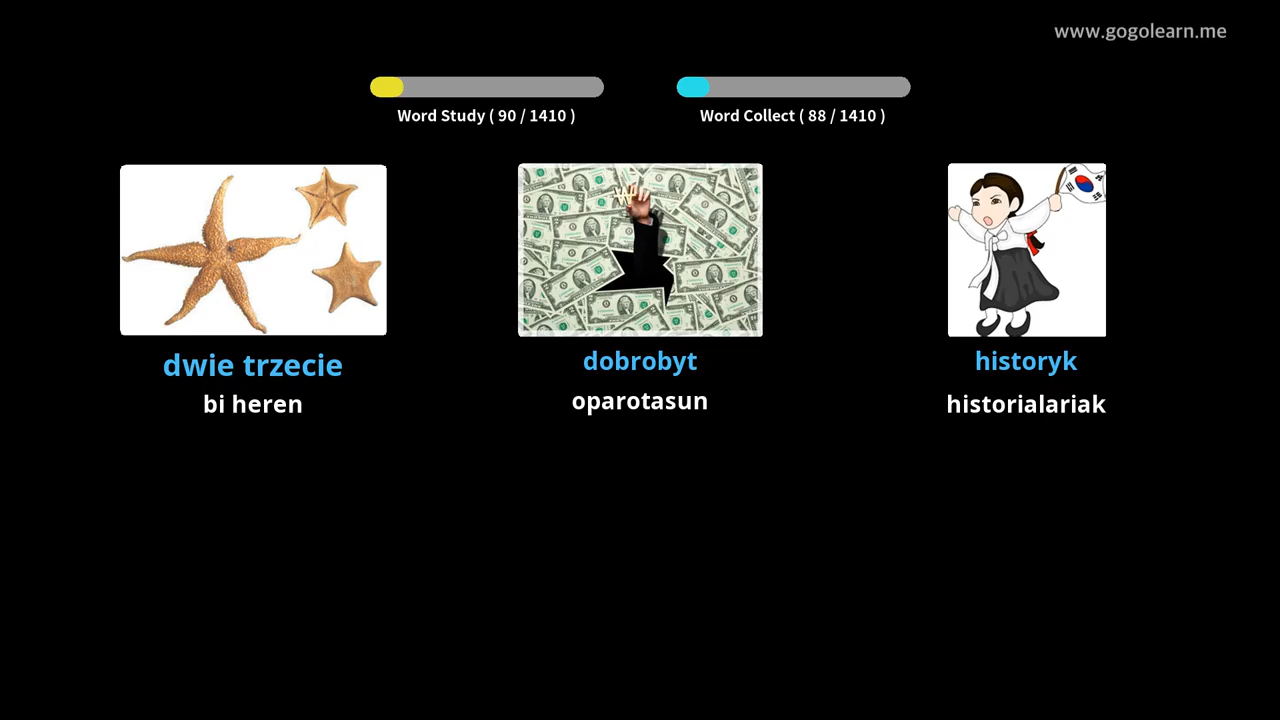 www.gogolearn.me
Word Study ( 90 / 1410 )
Word Collect ( 88 / 1410 )
dwie trzecie
bi heren
dobrobyt
oparotasun
historyk
historialariak